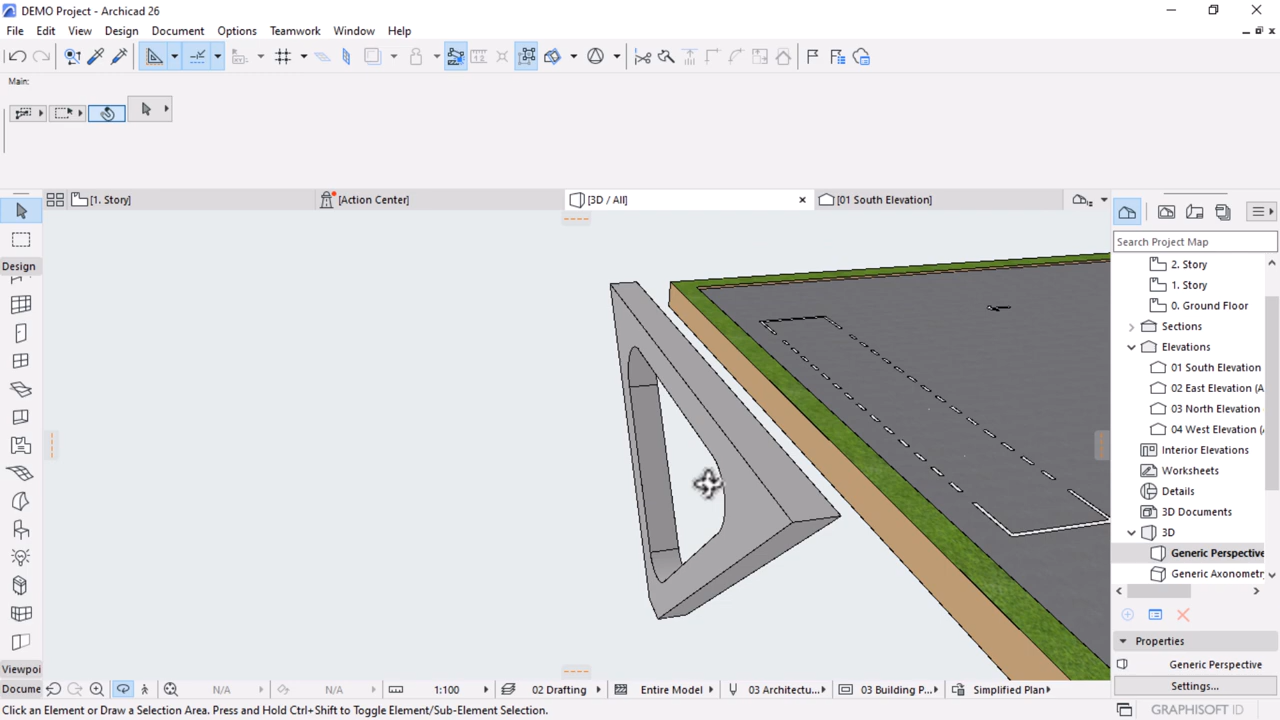 DEMO Project - Archicad 26
File Edit View Design Document Options Teamwork Window Help
Main:
[1. Story] [Action Center] [3D / All] [01 South Elevation]
Search Project Map
Design
2. Story
1. Story
0. Ground Floor
Sections
Elevations
01 South Elevation
02 East Elevation (A
03 North Elevation
04 West Elevation (
Interior Elevations
Worksheets
Details
3D Documents
3D
Generic Perspective
Generic Axonometr
Properties
Viewpoi
Generic Perspective
Docume N/A N/A 1:100 02 Drafting Entire Model 03 Architectu... 03 Building P... Simplified Plan Settings...
Click an Element or Draw a Selection Area. Press and Hold Ctrl+Shift to Toggle Element/Sub-Element Selection. GRAPHISOFT ID